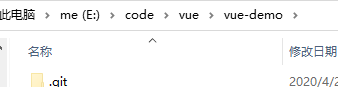 此电脑 › me (E:) › code › vue › vue-demo ›
名称 修改日期
.git 2020/4/2